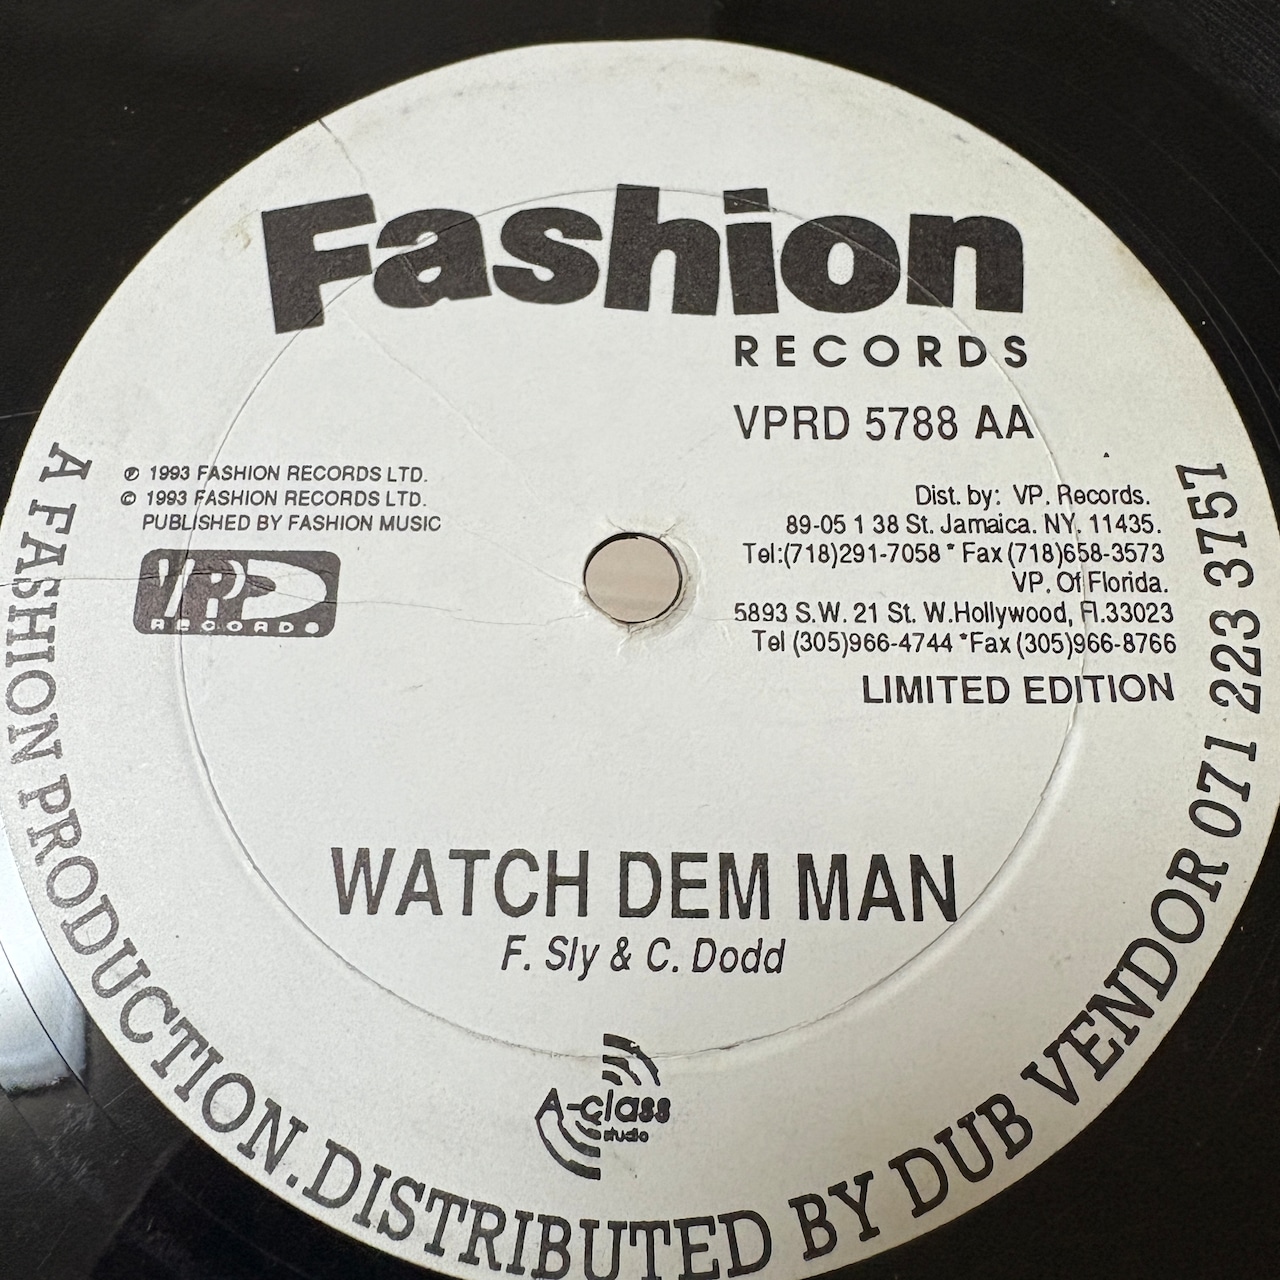 Fashion
RECORDS
VPRD 5788 AA
℗ 1993 FASHION RECORDS LTD.
© 1993 FASHION RECORDS LTD.
PUBLISHED BY FASHION MUSIC
VP
RECORDS
Dist. by: VP. Records.
89-05 1 38 St. Jamaica. NY. 11435.
Tel:(718)291-7058 * Fax (718)658-3573
VP. Of Florida.
5893 S.W. 21 St. W.Hollywood, Fl.33023
Tel (305)966-4744 *Fax (305)966-8766
LIMITED EDITION
WATCH DEM MAN
F. Sly & C. Dodd
A-class
studio
A FASHION PRODUCTION.DISTRIBUTED BY DUB VENDOR 071 223 3757